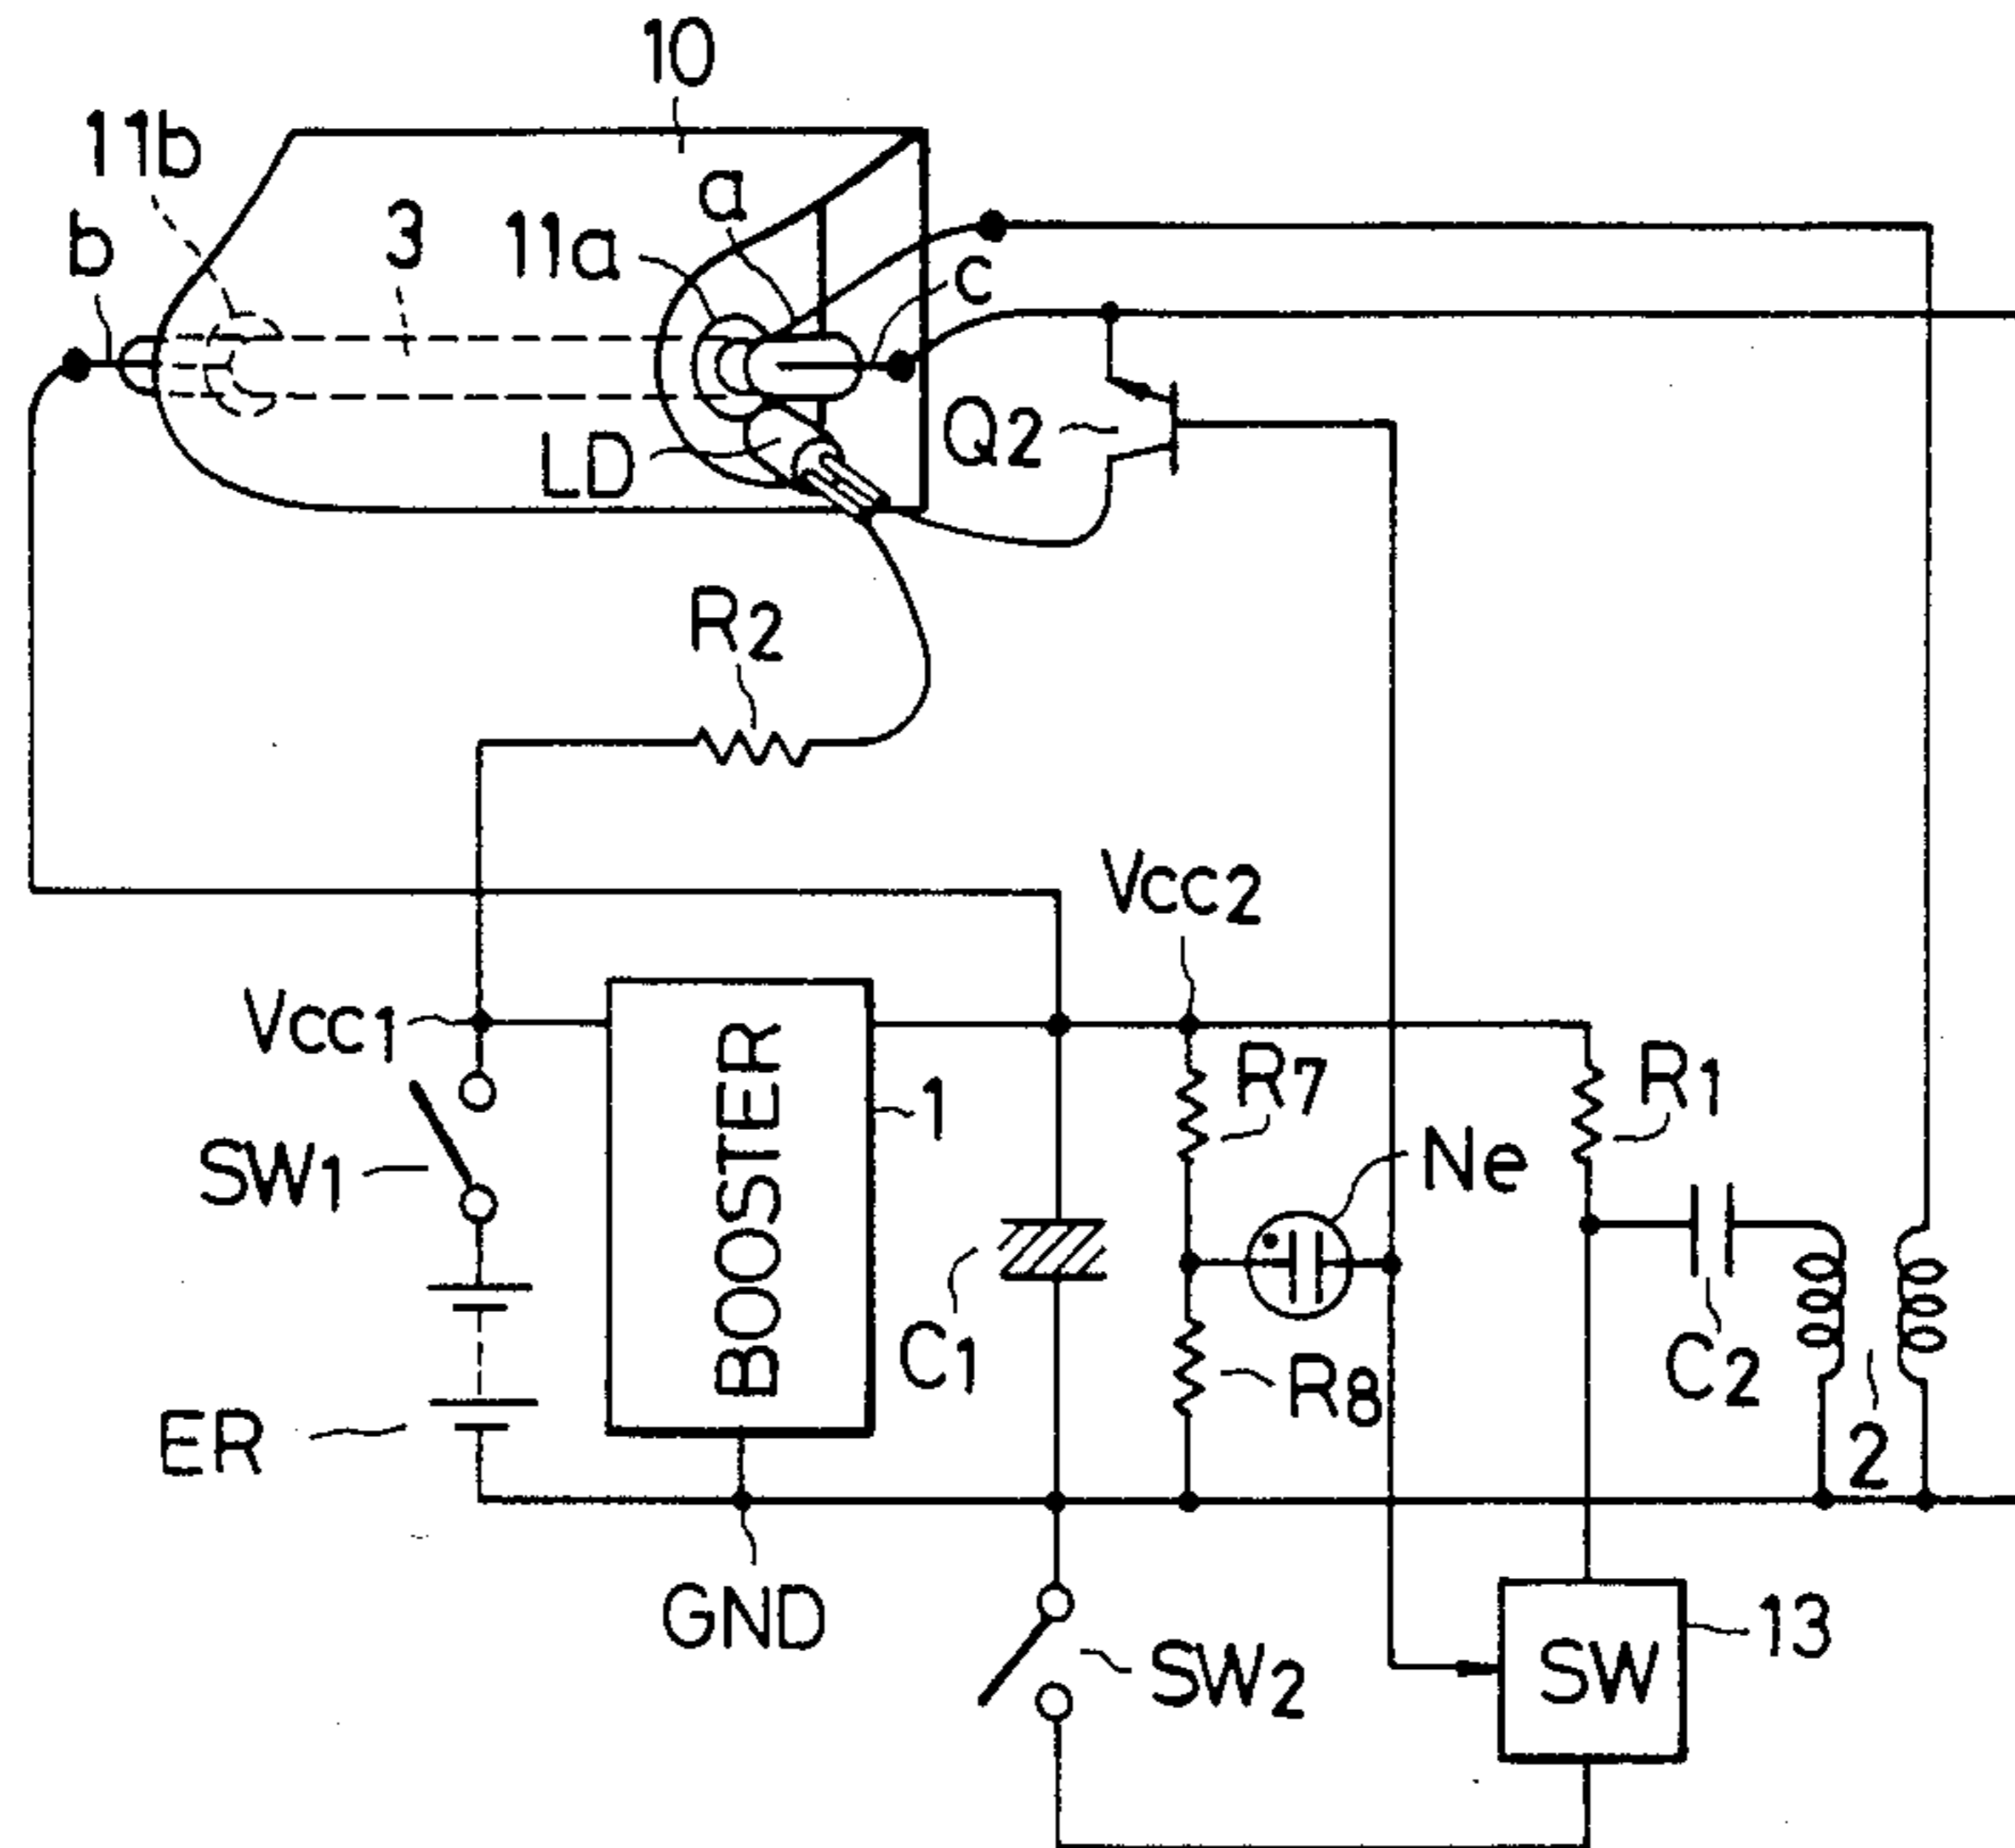 10
11b
a
b
3
11a
c
LD
Q2
R2
Vcc2
Vcc1
BOOSTER
1
R7
R1
SW1
Ne
C1
R8
C2
ER
2
GND
SW2
SW
13